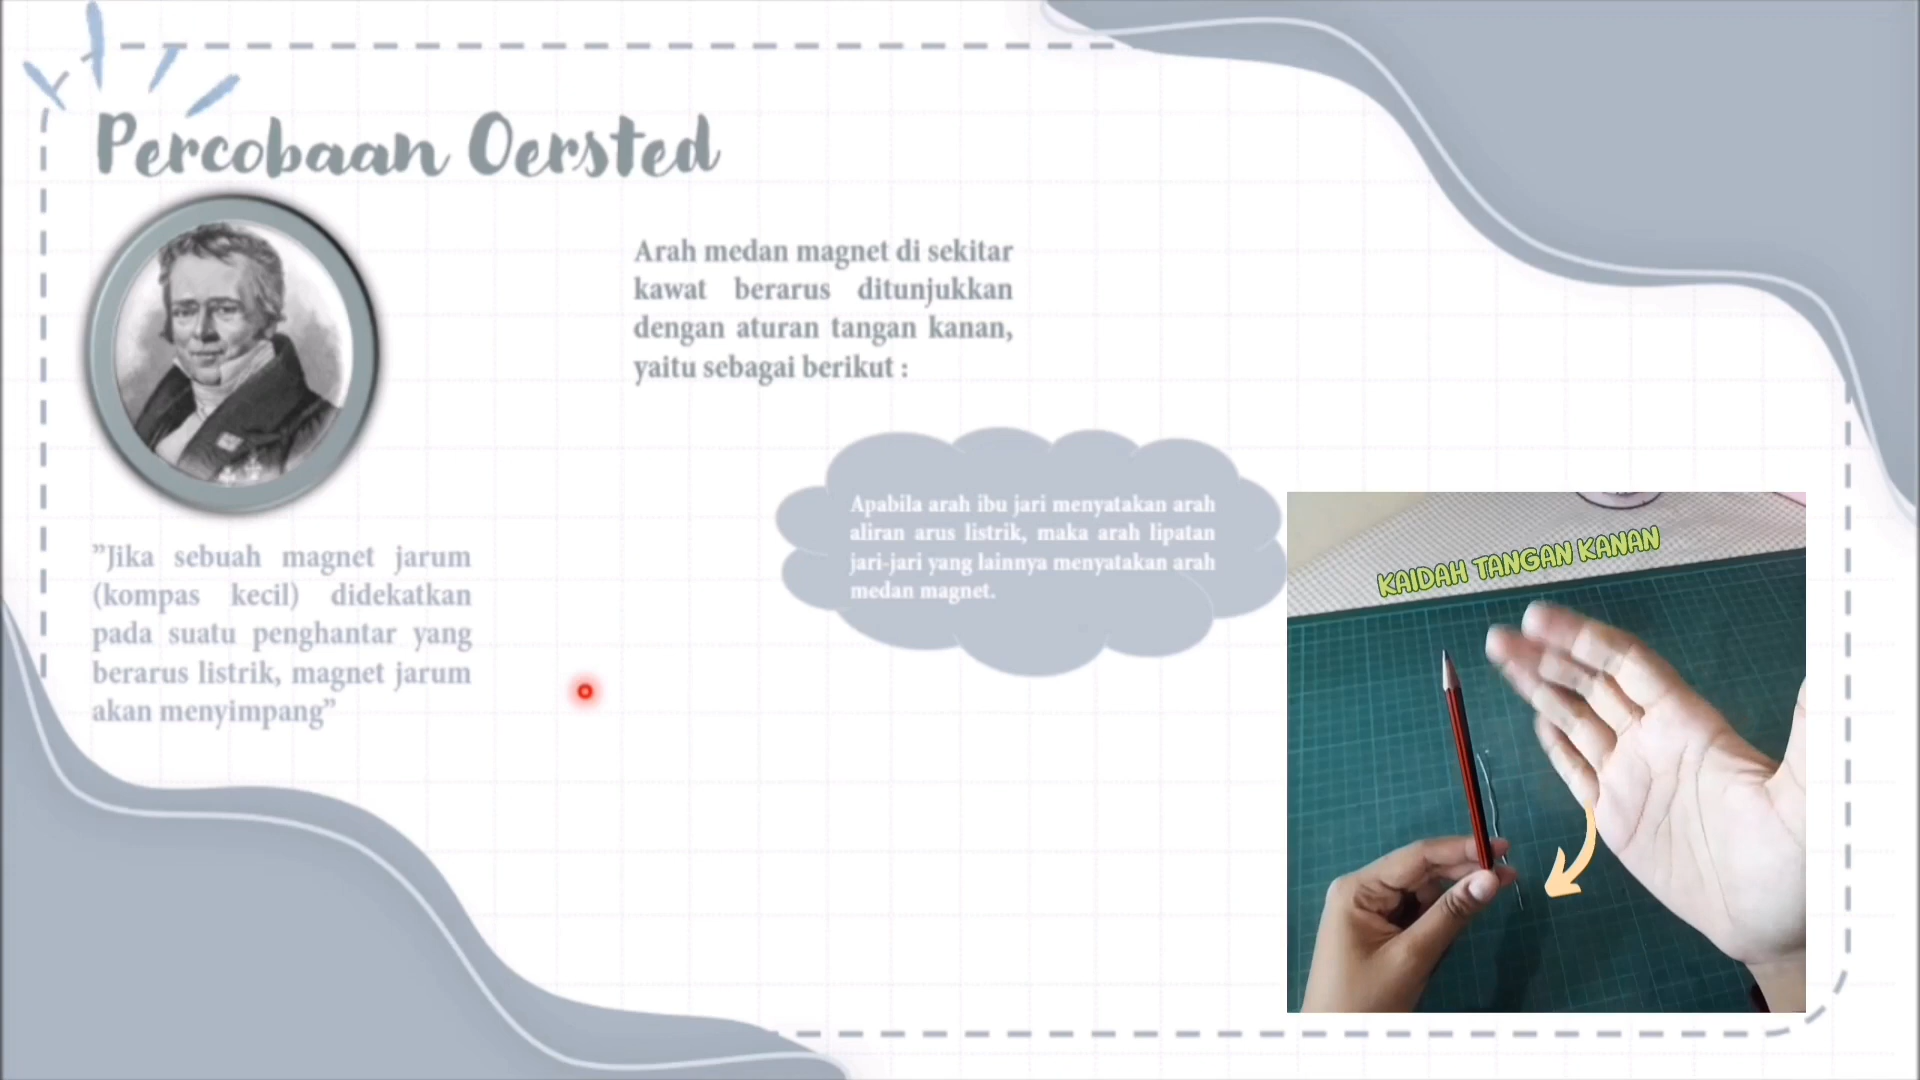 Percobaan Oersted
Arah medan magnet di sekitar
kawat berarus ditunjukkan
dengan aturan tangan kanan,
yaitu sebagai berikut :
Apabila arah ibu jari menyatakan arah
aliran arus listrik, maka arah lipatan
jari-jari yang lainnya menyatakan arah
medan magnet.
”Jika sebuah magnet jarum
(kompas kecil) didekatkan
pada suatu penghantar yang
berarus listrik, magnet jarum
akan menyimpang”
KAIDAH TANGAN KANAN